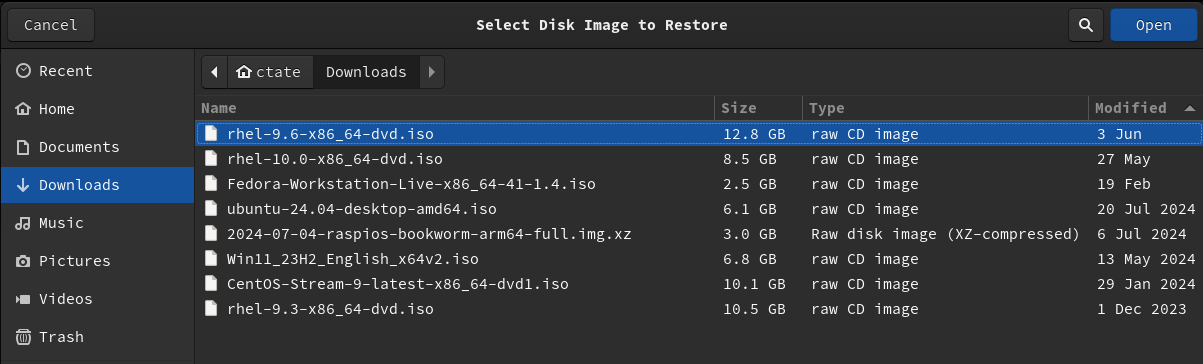 Cancel Select Disk Image to Restore Open
Recent
Home
Documents
Downloads
Music
Pictures
Videos
Trash
ctate Downloads
Name Size Type Modified
rhel-9.6-x86_64-dvd.iso 12.8 GB raw CD image 3 Jun
rhel-10.0-x86_64-dvd.iso 8.5 GB raw CD image 27 May
Fedora-Workstation-Live-x86_64-41-1.4.iso 2.5 GB raw CD image 19 Feb
ubuntu-24.04-desktop-amd64.iso 6.1 GB raw CD image 20 Jul 2024
2024-07-04-raspios-bookworm-arm64-full.img.xz 3.0 GB Raw disk image (XZ-compressed) 6 Jul 2024
Win11_23H2_English_x64v2.iso 6.8 GB raw CD image 13 May 2024
CentOS-Stream-9-latest-x86_64-dvd1.iso 10.1 GB raw CD image 29 Jan 2024
rhel-9.3-x86_64-dvd.iso 10.5 GB raw CD image 1 Dec 2023